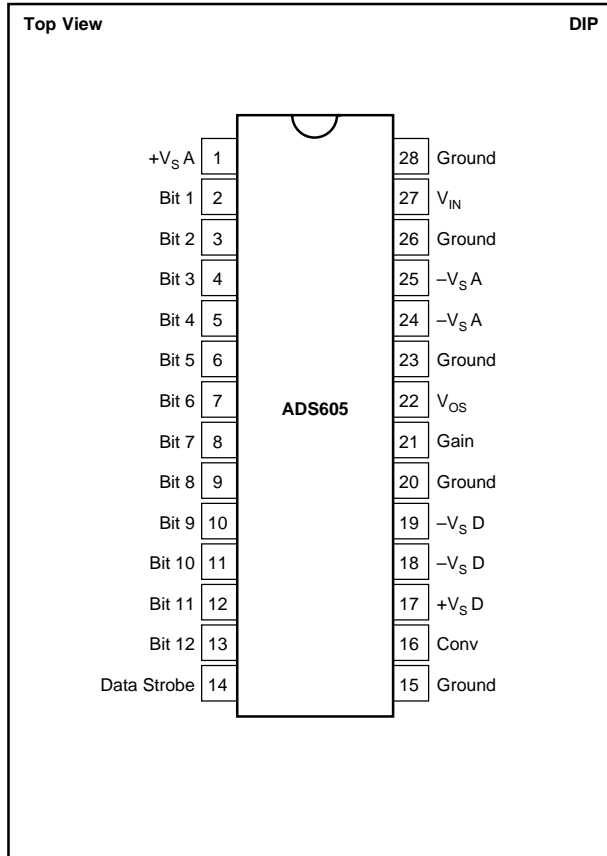 Top View DIP
+VS A 1 28 Ground
Bit 1 2 27 VIN
Bit 2 3 26 Ground
Bit 3 4 25 –VS A
Bit 4 5 24 –VS A
Bit 5 6 23 Ground
Bit 6 7 ADS605 22 VOS
Bit 7 8 21 Gain
Bit 8 9 20 Ground
Bit 9 10 19 –VS D
Bit 10 11 18 –VS D
Bit 11 12 17 +VS D
Bit 12 13 16 Conv
Data Strobe 14 15 Ground